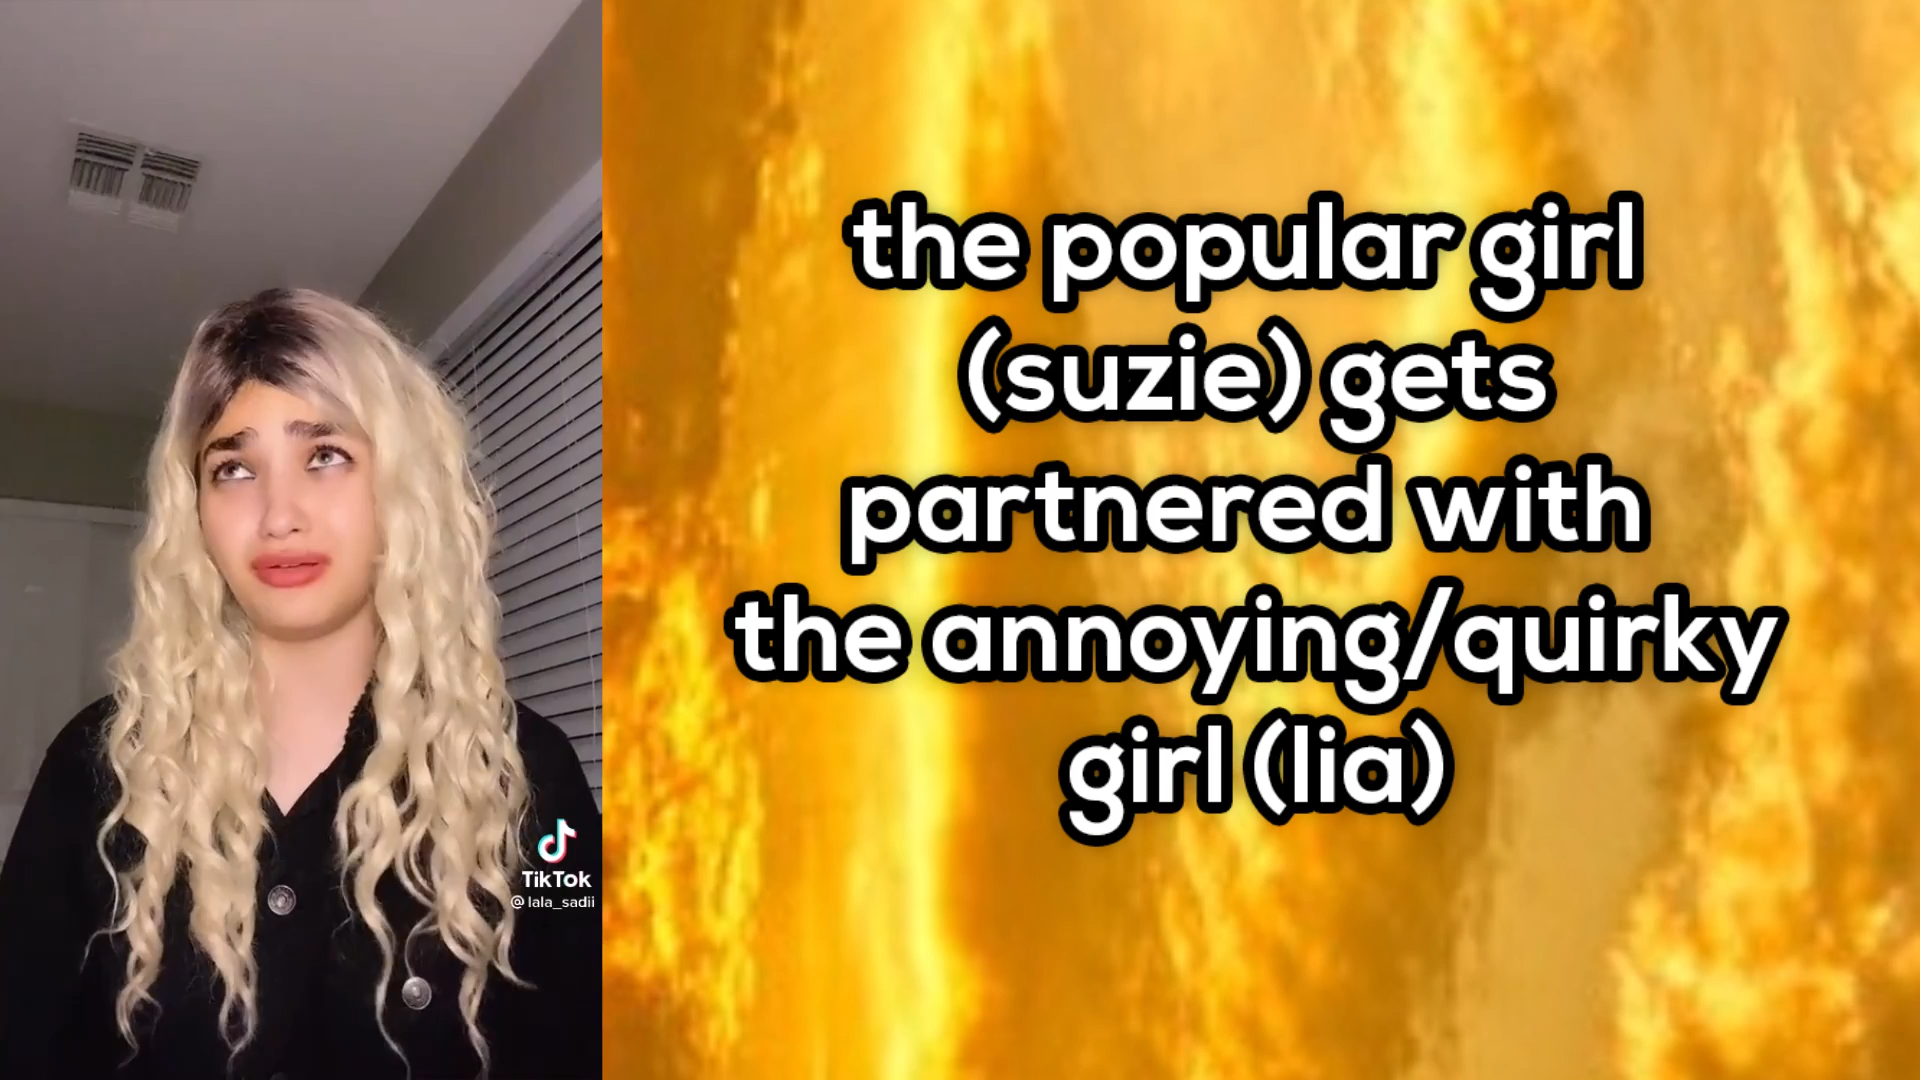 the popular girl
(suzie) gets
partnered with
the annoying/quirky
girl (lia)
TikTok
@lala_sadii